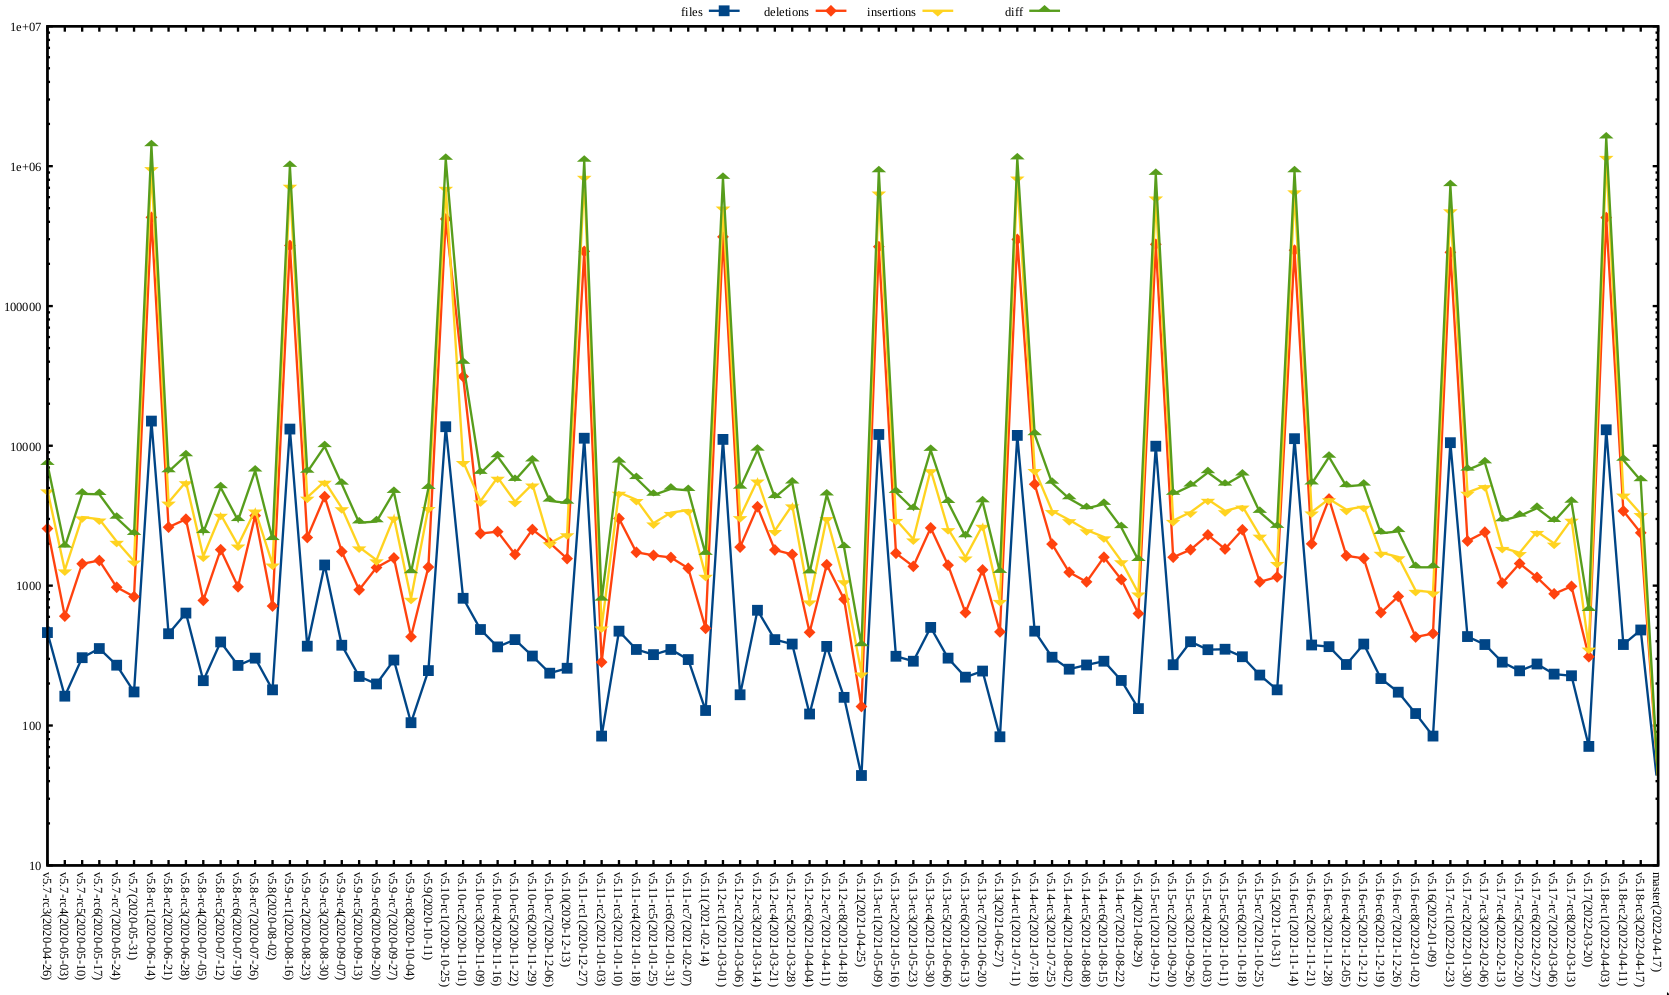 files deletions insertions diff
1e+07
1e+06
100000
10000
1000
100
10
v5.7-rc3(2020-04-26)
v5.7-rc4(2020-05-03)
v5.7-rc5(2020-05-10)
v5.7-rc6(2020-05-17)
v5.7-rc7(2020-05-24)
v5.7(2020-05-31)
v5.8-rc1(2020-06-14)
v5.8-rc2(2020-06-21)
v5.8-rc3(2020-06-28)
v5.8-rc4(2020-07-05)
v5.8-rc5(2020-07-12)
v5.8-rc6(2020-07-19)
v5.8-rc7(2020-07-26)
v5.8(2020-08-02)
v5.9-rc1(2020-08-16)
v5.9-rc2(2020-08-23)
v5.9-rc3(2020-08-30)
v5.9-rc4(2020-09-07)
v5.9-rc5(2020-09-13)
v5.9-rc6(2020-09-20)
v5.9-rc7(2020-09-27)
v5.9-rc8(2020-10-04)
v5.9(2020-10-11)
v5.10-rc1(2020-10-25)
v5.10-rc2(2020-11-01)
v5.10-rc3(2020-11-09)
v5.10-rc4(2020-11-16)
v5.10-rc5(2020-11-22)
v5.10-rc6(2020-11-29)
v5.10-rc7(2020-12-06)
v5.10(2020-12-13)
v5.11-rc1(2020-12-27)
v5.11-rc2(2021-01-03)
v5.11-rc3(2021-01-10)
v5.11-rc4(2021-01-18)
v5.11-rc5(2021-01-25)
v5.11-rc6(2021-01-31)
v5.11-rc7(2021-02-07)
v5.11(2021-02-14)
v5.12-rc1(2021-03-01)
v5.12-rc2(2021-03-06)
v5.12-rc3(2021-03-14)
v5.12-rc4(2021-03-21)
v5.12-rc5(2021-03-28)
v5.12-rc6(2021-04-04)
v5.12-rc7(2021-04-11)
v5.12-rc8(2021-04-18)
v5.12(2021-04-25)
v5.13-rc1(2021-05-09)
v5.13-rc2(2021-05-16)
v5.13-rc3(2021-05-23)
v5.13-rc4(2021-05-30)
v5.13-rc5(2021-06-06)
v5.13-rc6(2021-06-13)
v5.13-rc7(2021-06-20)
v5.13(2021-06-27)
v5.14-rc1(2021-07-11)
v5.14-rc2(2021-07-18)
v5.14-rc3(2021-07-25)
v5.14-rc4(2021-08-02)
v5.14-rc5(2021-08-08)
v5.14-rc6(2021-08-15)
v5.14-rc7(2021-08-22)
v5.14(2021-08-29)
v5.15-rc1(2021-09-12)
v5.15-rc2(2021-09-20)
v5.15-rc3(2021-09-26)
v5.15-rc4(2021-10-03)
v5.15-rc5(2021-10-11)
v5.15-rc6(2021-10-18)
v5.15-rc7(2021-10-25)
v5.15(2021-10-31)
v5.16-rc1(2021-11-14)
v5.16-rc2(2021-11-21)
v5.16-rc3(2021-11-28)
v5.16-rc4(2021-12-05)
v5.16-rc5(2021-12-12)
v5.16-rc6(2021-12-19)
v5.16-rc7(2021-12-26)
v5.16-rc8(2022-01-02)
v5.16(2022-01-09)
v5.17-rc1(2022-01-23)
v5.17-rc2(2022-01-30)
v5.17-rc3(2022-02-06)
v5.17-rc4(2022-02-13)
v5.17-rc5(2022-02-20)
v5.17-rc6(2022-02-27)
v5.17-rc7(2022-03-06)
v5.17-rc8(2022-03-13)
v5.17(2022-03-20)
v5.18-rc1(2022-04-03)
v5.18-rc2(2022-04-11)
v5.18-rc3(2022-04-17)
master(2022-04-17)